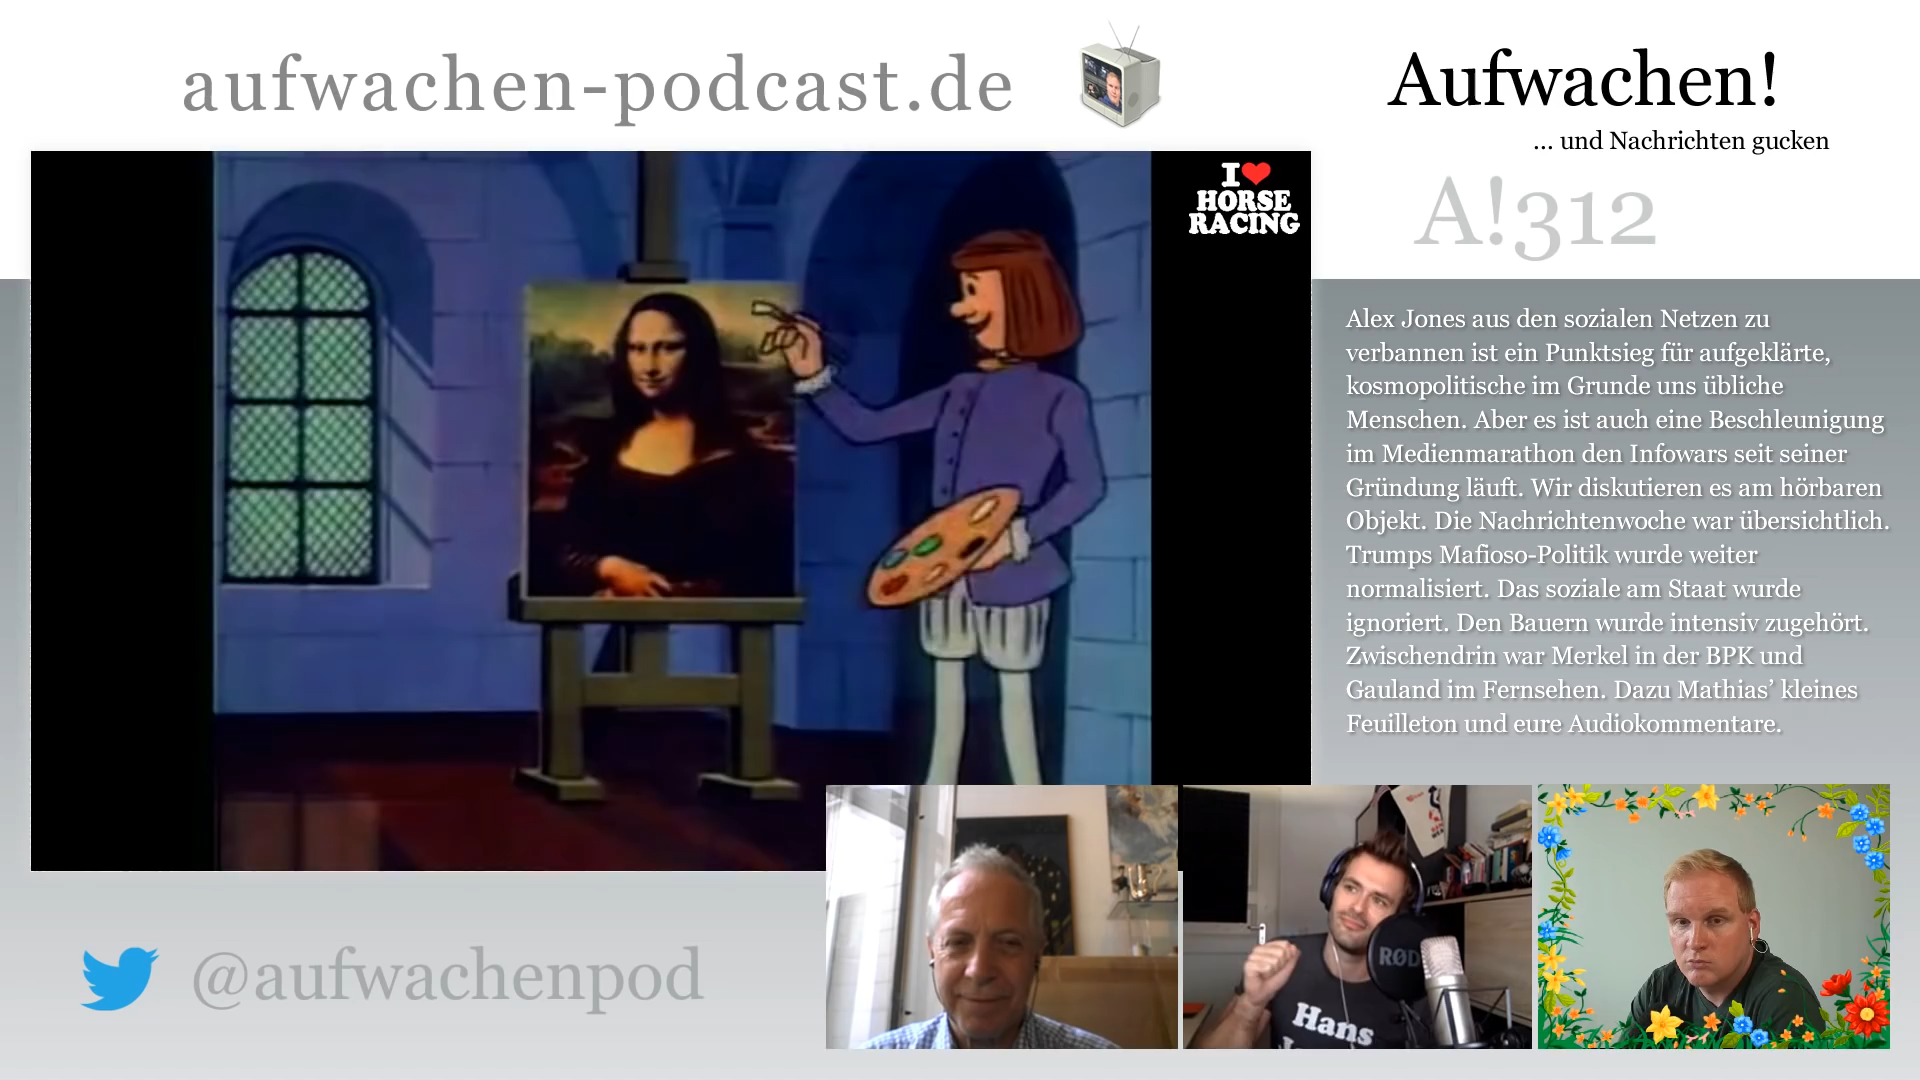 aufwachen-podcast.de
Aufwachen!
... und Nachrichten gucken
A!312
I
HORSE
RACING
Alex Jones aus den sozialen Netzen zu
verbannen ist ein Punktsieg für aufgeklärte,
kosmopolitische im Grunde uns übliche
Menschen. Aber es ist auch eine Beschleunigung
im Medienmarathon den Infowars seit seiner
Gründung läuft. Wir diskutieren es am hörbaren
Objekt. Die Nachrichtenwoche war übersichtlich.
Trumps Mafioso-Politik wurde weiter
normalisiert. Das soziale am Staat wurde
ignoriert. Den Bauern wurde intensiv zugehört.
Zwischendrin war Merkel in der BPK und
Gauland im Fernsehen. Dazu Mathias’ kleines
Feuilleton und eure Audiokommentare.
@aufwachenpod
RØD
Hans